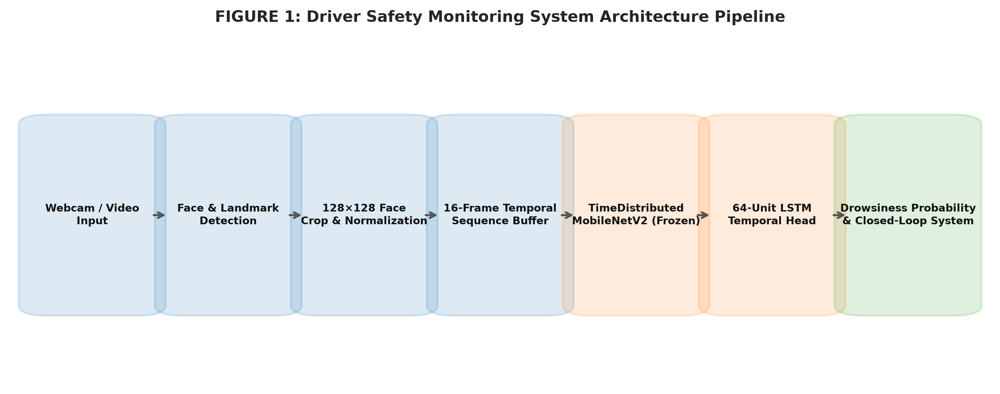 FIGURE 1: Driver Safety Monitoring System Architecture Pipeline
Webcam / Video
Input
Face & Landmark
Detection
128×128 Face
Crop & Normalization
16-Frame Temporal
Sequence Buffer
TimeDistributed
MobileNetV2 (Frozen)
64-Unit LSTM
Temporal Head
Drowsiness Probability
& Closed-Loop System